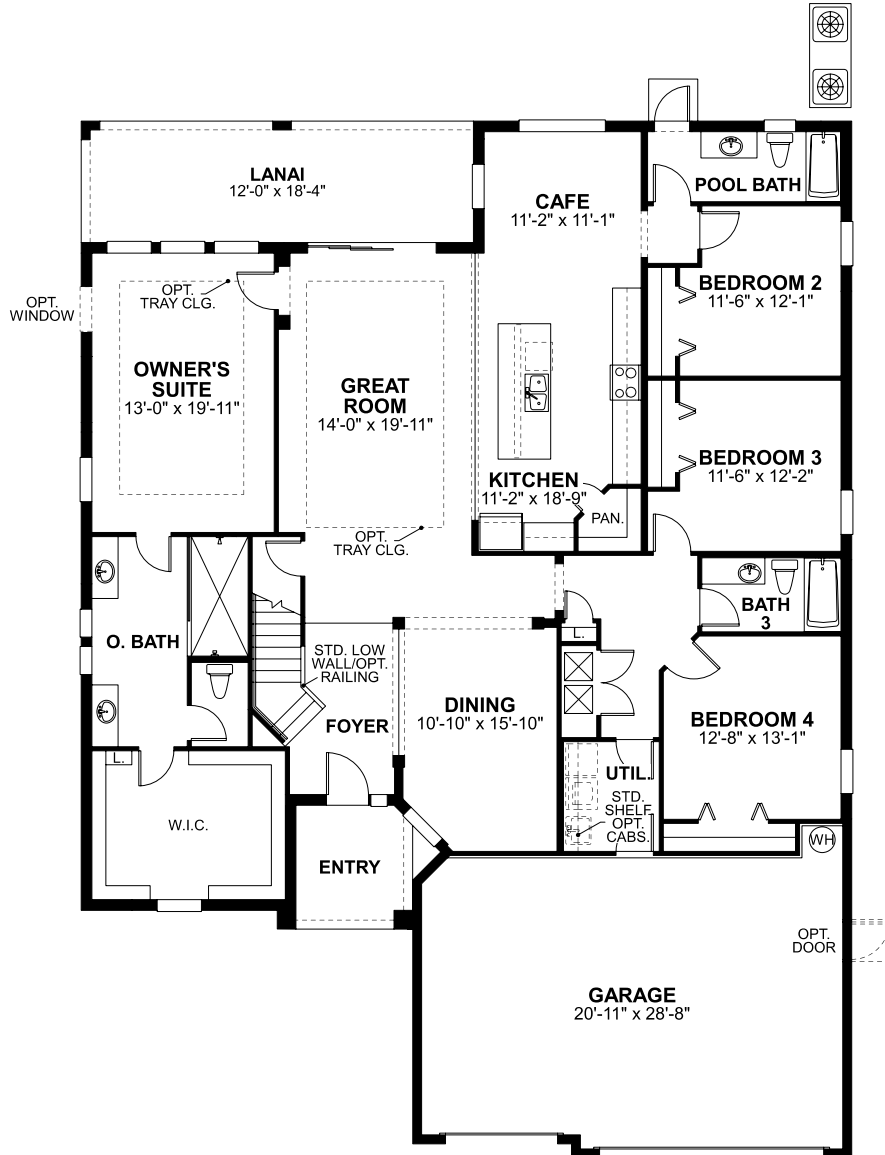 LANAI
12'-0" x 18'-4"
CAFE
11'-2" x 11'-1"
POOL BATH
BEDROOM 2
11'-6" x 12'-1"
OPT.
TRAY CLG.
OPT.
WINDOW
OWNER'S
SUITE
13'-0" x 19'-11"
GREAT
ROOM
14'-0" x 19'-11"
BEDROOM 3
11'-6" x 12'-2"
KITCHEN
11'-2" x 18'-9"
PAN.
OPT.
TRAY CLG.
O. BATH
BATH
3
L.
STD. LOW
WALL/OPT.
RAILING
DINING
10'-10" x 15'-10"
FOYER
BEDROOM 4
12'-8" x 13'-1"
L.
UTIL.
STD.
SHELF
OPT.
CABS.
W.I.C.
WH
ENTRY
OPT.
DOOR
GARAGE
20'-11" x 28'-8"